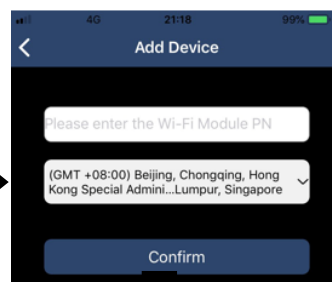 4G 21:18 99%
Add Device
Please enter the Wi-Fi Module PN
(GMT +08:00) Beijing, Chongqing, Hong
Kong Special Admini...Lumpur, Singapore
Confirm